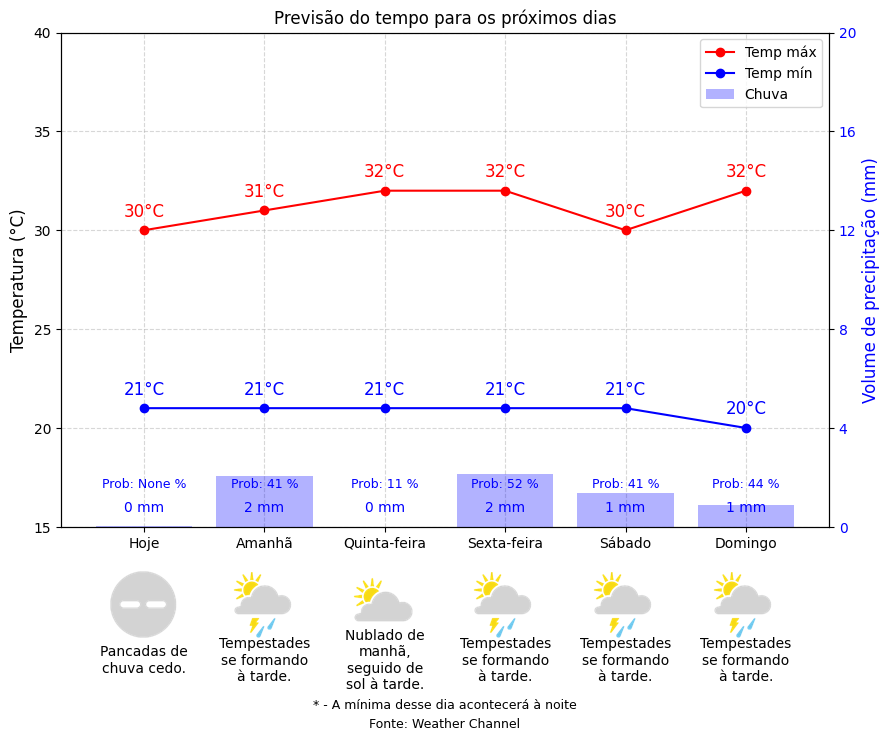 Previsão do tempo para os próximos dias
40
35
30
25
20
15
Temperatura (°C)
20
16
12
8
4
0
Volume de precipitação (mm)
Temp máx
Temp mín
Chuva
30°C
31°C
32°C
32°C
30°C
32°C
21°C
21°C
21°C
21°C
21°C
20°C
Prob: None %
Prob: 41 %
Prob: 11 %
Prob: 52 %
Prob: 41 %
Prob: 44 %
0 mm
2 mm
0 mm
2 mm
1 mm
1 mm
Hoje
Amanhã
Quinta-feira
Sexta-feira
Sábado
Domingo
Pancadas de
chuva cedo.
Tempestades
se formando
à tarde.
Nublado de
manhã,
seguido de
sol à tarde.
Tempestades
se formando
à tarde.
Tempestades
se formando
à tarde.
Tempestades
se formando
à tarde.
* - A mínima desse dia acontecerá à noite
Fonte: Weather Channel